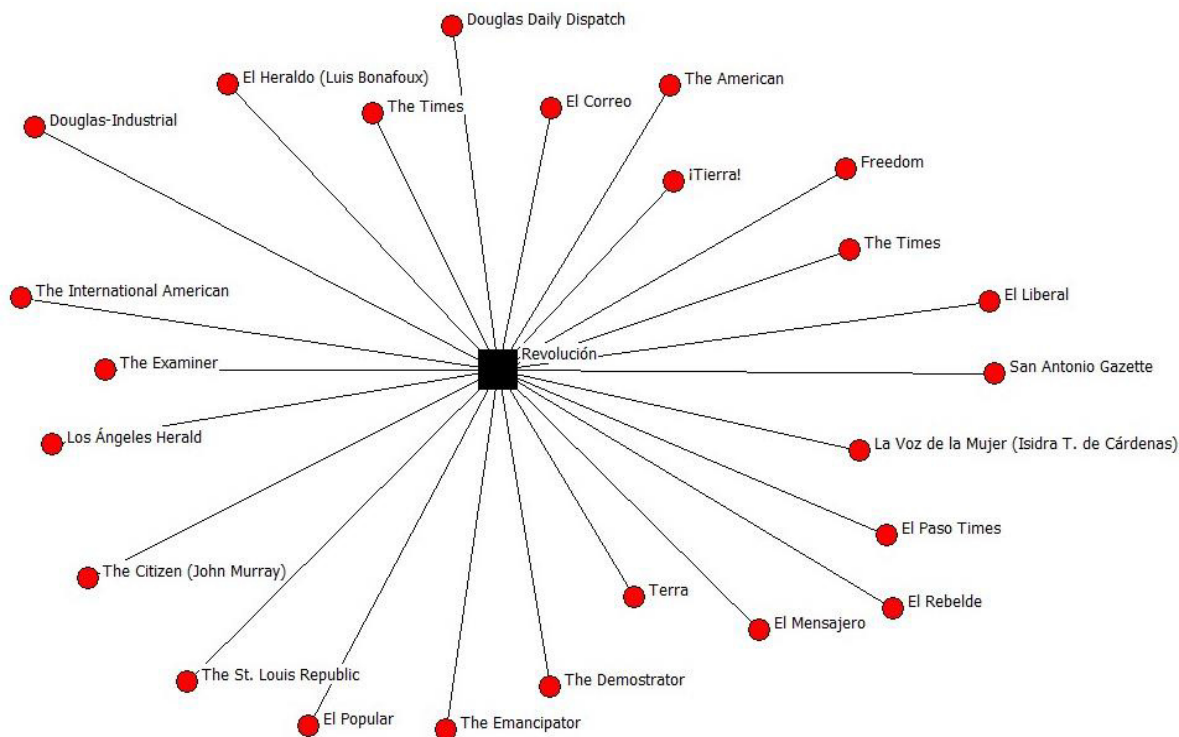 Douglas Daily Dispatch
El Heraldo (Luis Bonafoux)
The American
The Times
El Correo
Douglas-Industrial
Freedom
¡Tierra!
The Times
The International American
El Liberal
Revolución
The Examiner
San Antonio Gazette
Los Ángeles Herald
La Voz de la Mujer (Isidra T. de Cárdenas)
El Paso Times
The Citizen (John Murray)
Terra
El Rebelde
El Mensajero
The St. Louis Republic
The Demostrator
El Popular
The Emancipator